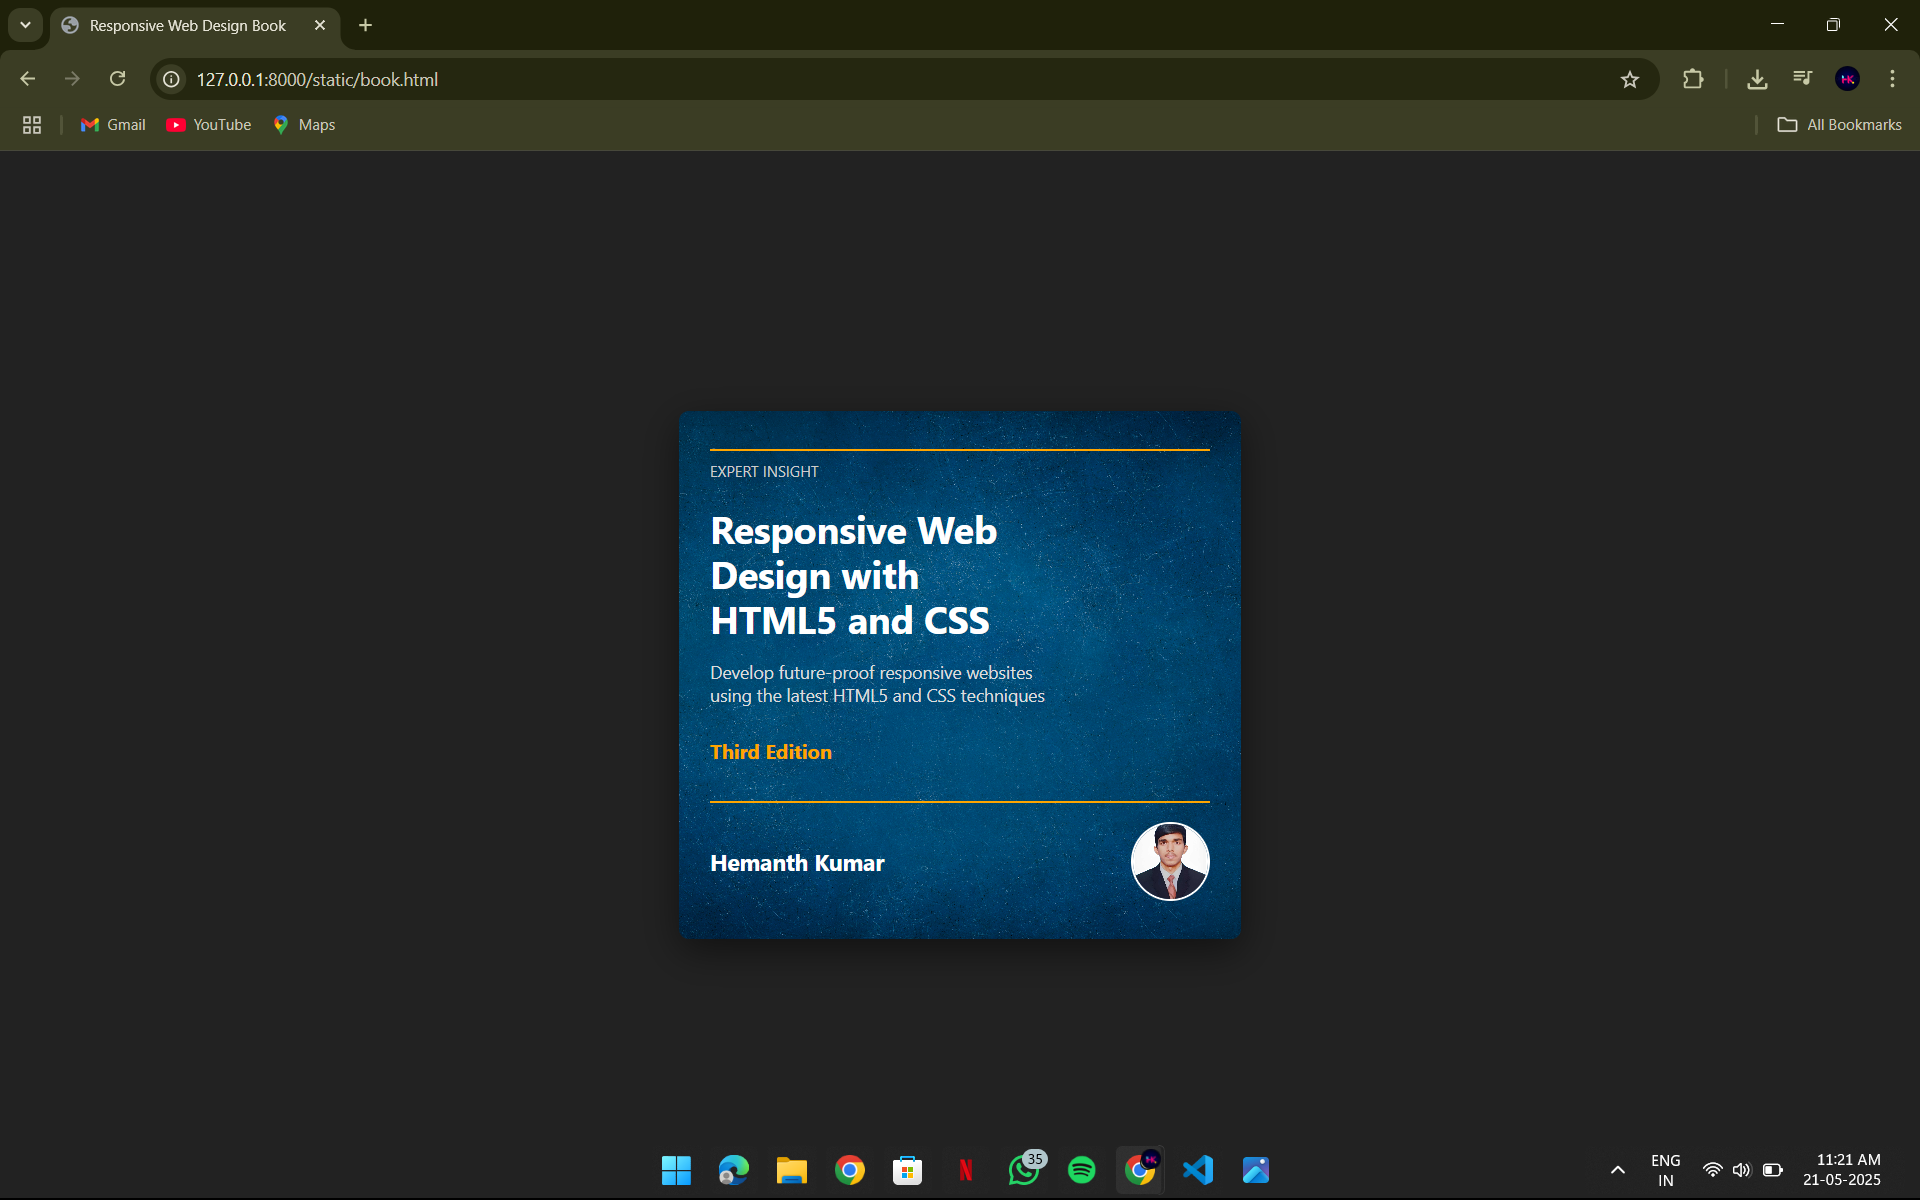 Responsive Web Design Book
127.0.0.1:8000/static/book.html
HK
Gmail
YouTube
Maps
All Bookmarks
EXPERT INSIGHT
Responsive Web
Design with
HTML5 and CSS
Develop future-proof responsive websites
using the latest HTML5 and CSS techniques
Third Edition
Hemanth Kumar
N
35
HK
ENG
IN
11:21 AM
21-05-2025